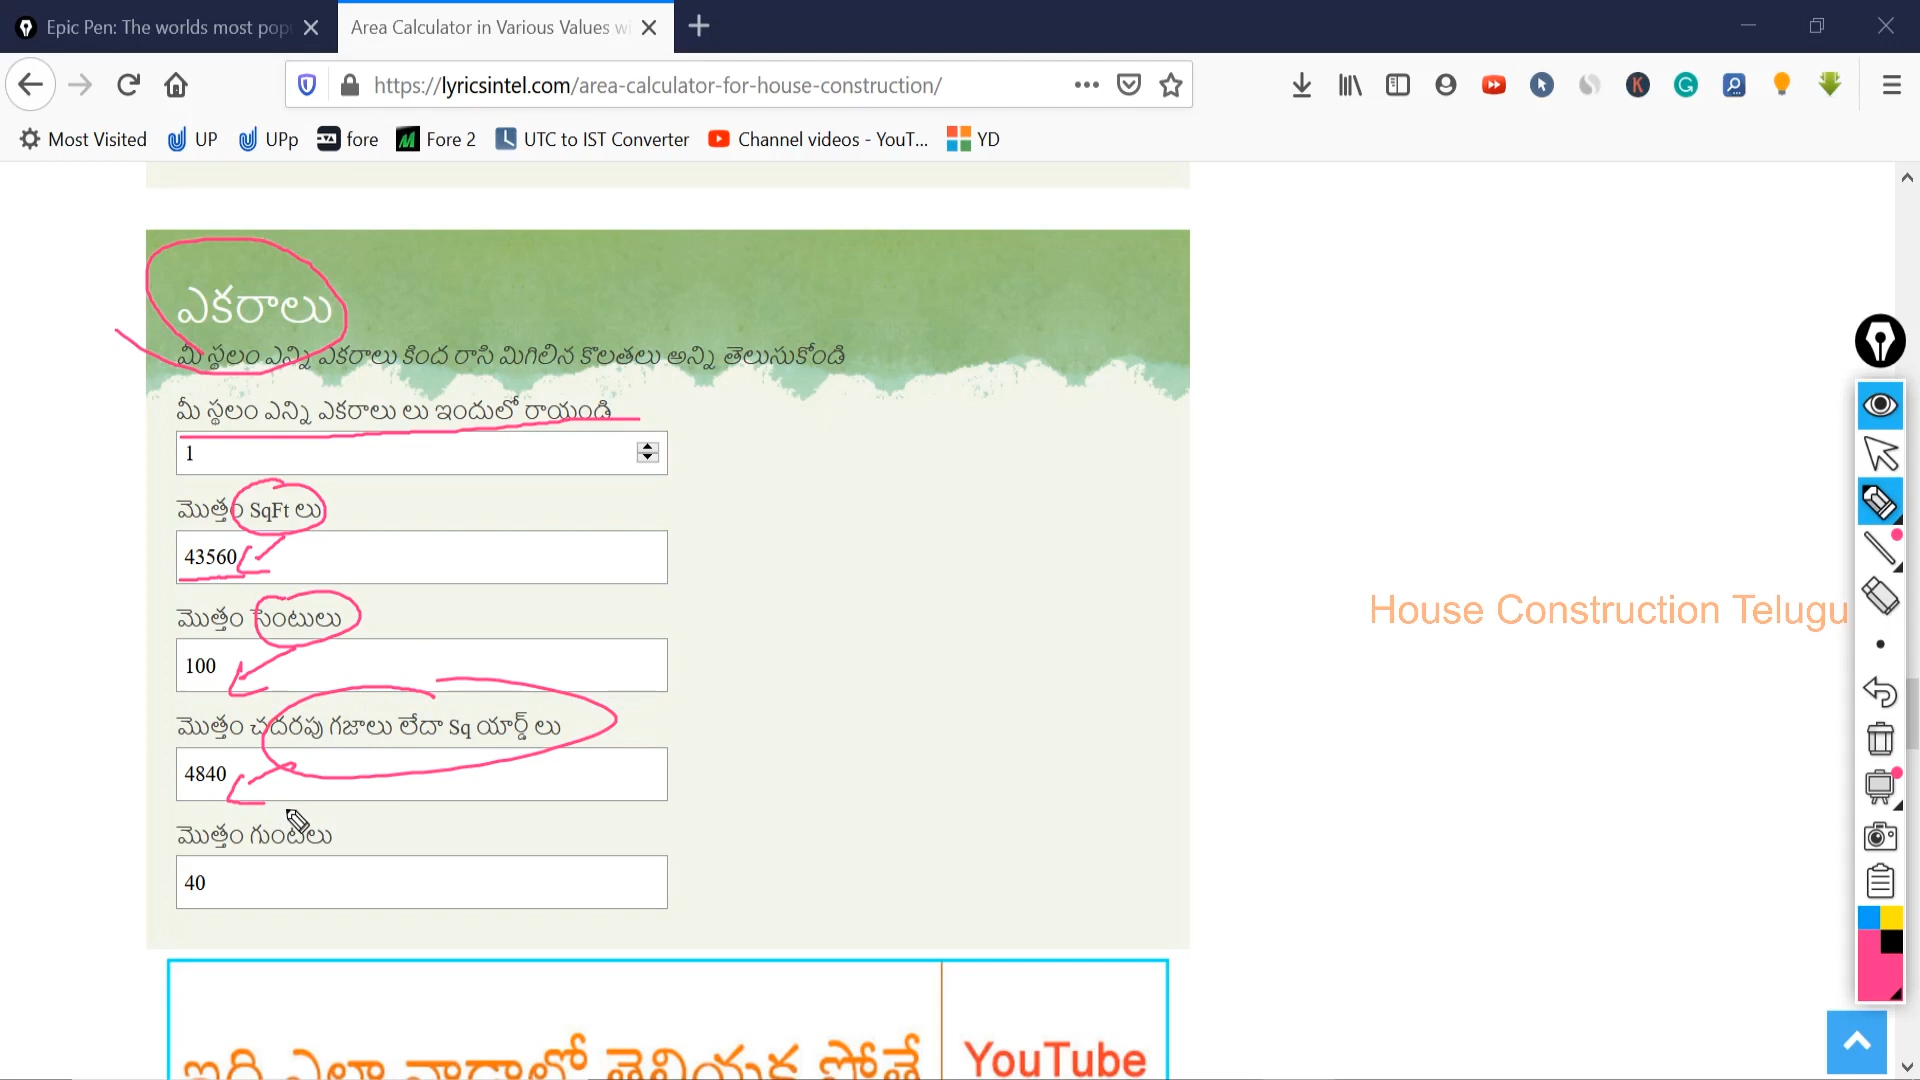 Epic Pen: The worlds most pop
Area Calculator in Various Values w
https://lyricsintel.com/area-calculator-for-house-construction/
Most Visited UP UPp fore Fore 2 UTC to IST Converter Channel videos - YouT... YD
ఎకరాలు
మీ స్థలం ఎన్ని ఎకరాలు కింద రాసి మిగిలిన కొలతలు అన్ని తెలుసుకోండి
మీ స్థలం ఎన్ని ఎకరాలు లు ఇందులో రాయండి
1
మొత్తం SqFt లు
43560
మొత్తం సెంటులు
100
మొత్తం చదరపు గజాలు లేదా Sq యార్డ్ లు
4840
మొత్తం గుంటలు
40
House Construction Telugu
ఇది ఎలా వాడాలో తెలియక పోతే
YouTube